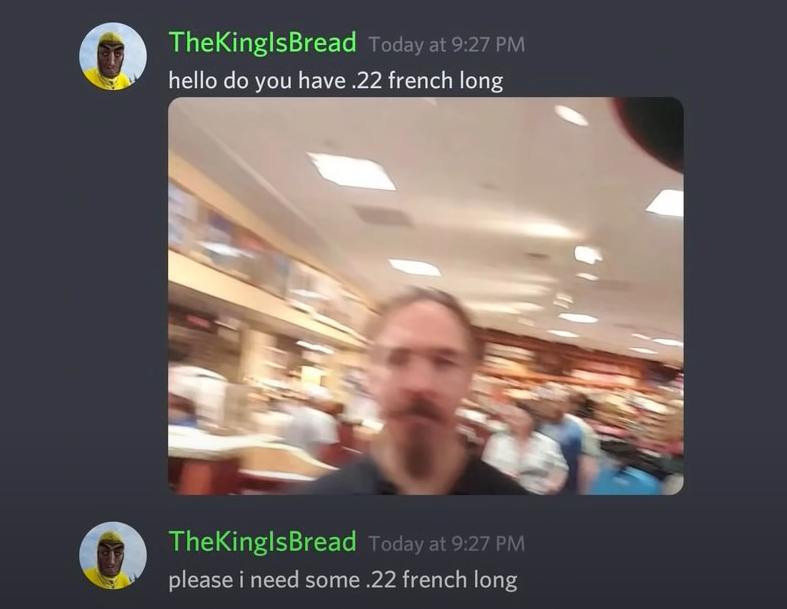 TheKingIsBread Today at 9:27 PM
hello do you have .22 french long
TheKingIsBread Today at 9:27 PM
please i need some .22 french long